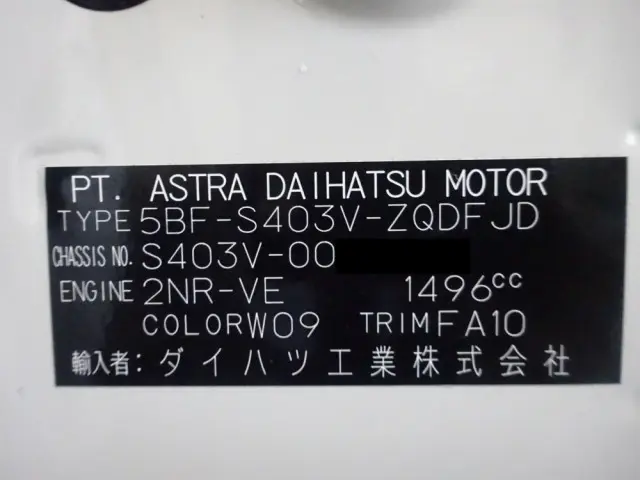 PT. ASTRA DAIHATSU MOTOR
TYPE 5BF-S403V-ZQDFJD
CHASSIS NO. S403V-00
ENGINE 2NR-VE 1496cc
COLOR W09 TRIM FA10
輸入者: ダイハツ工業株式会社